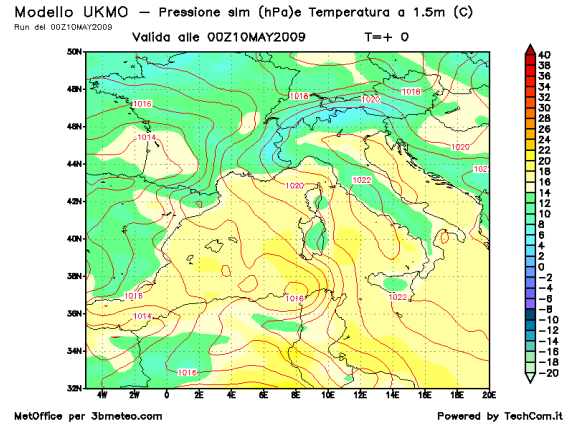 Modello UKMO — Pressione slm (hPa)e Temperatura a 1.5m (C)
Run del 00Z10MAY2009
Valida alle 00Z10MAY2009 T=+ 0
50N
48N
46N
44N
42N
40N
38N
36N
34N
32N
4W 2W 0 2E 4E 6E 8E 10E 12E 14E 16E 18E 20E
1016
1018
1018
1020
1014
1020
1020
1022
1016
1016
1022
1014
1016
40
38
36
34
32
30
28
26
24
22
20
18
16
14
12
10
8
6
4
2
0
-2
-4
-6
-8
-10
-12
-14
-16
-18
-20
MetOffice per 3bmeteo.com Powered by TechCom.it